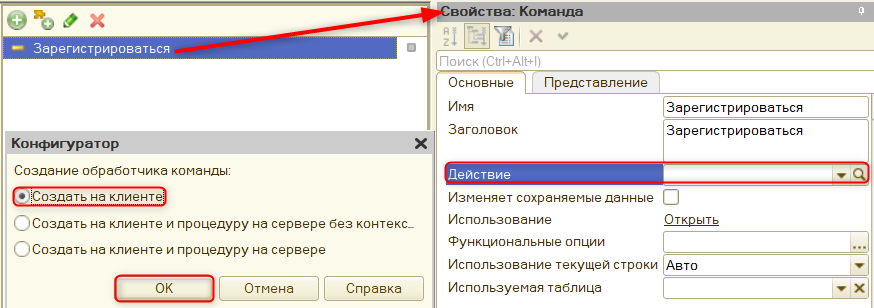 Зарегистрироваться
Свойства: Команда
Поиск (Ctrl+Alt+I)
Основные
Представление
Имя
Зарегистрироваться
Заголовок
Зарегистрироваться
Действие
Изменяет сохраняемые данные
Использование
Открыть
Функциональные опции
...
Использование текущей строки
Авто
Используемая таблица
Конфигуратор
Создание обработчика команды:
Создать на клиенте
Создать на клиенте и процедуру на сервере без контекс...
Создать на клиенте и процедуру на сервере
OK
Отмена
Справка